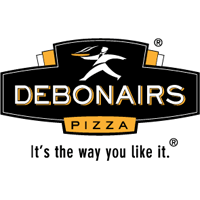 ®
DEBONAIRS
PIZZA
It's the way you like it.®